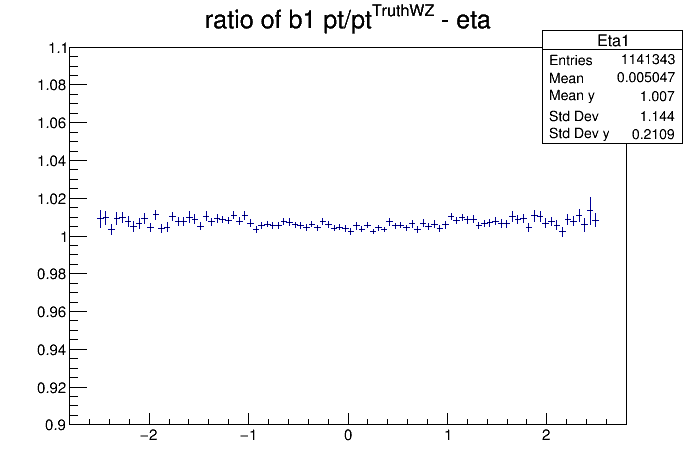 ratio of b1 pt/pt^TruthWZ - eta
Eta1
Entries 1141343
Mean 0.005047
Mean y 1.007
Std Dev 1.144
Std Dev y 0.2109
1.1
1.08
1.06
1.04
1.02
1
0.98
0.96
0.94
0.92
0.9
−2 −1 0 1 2